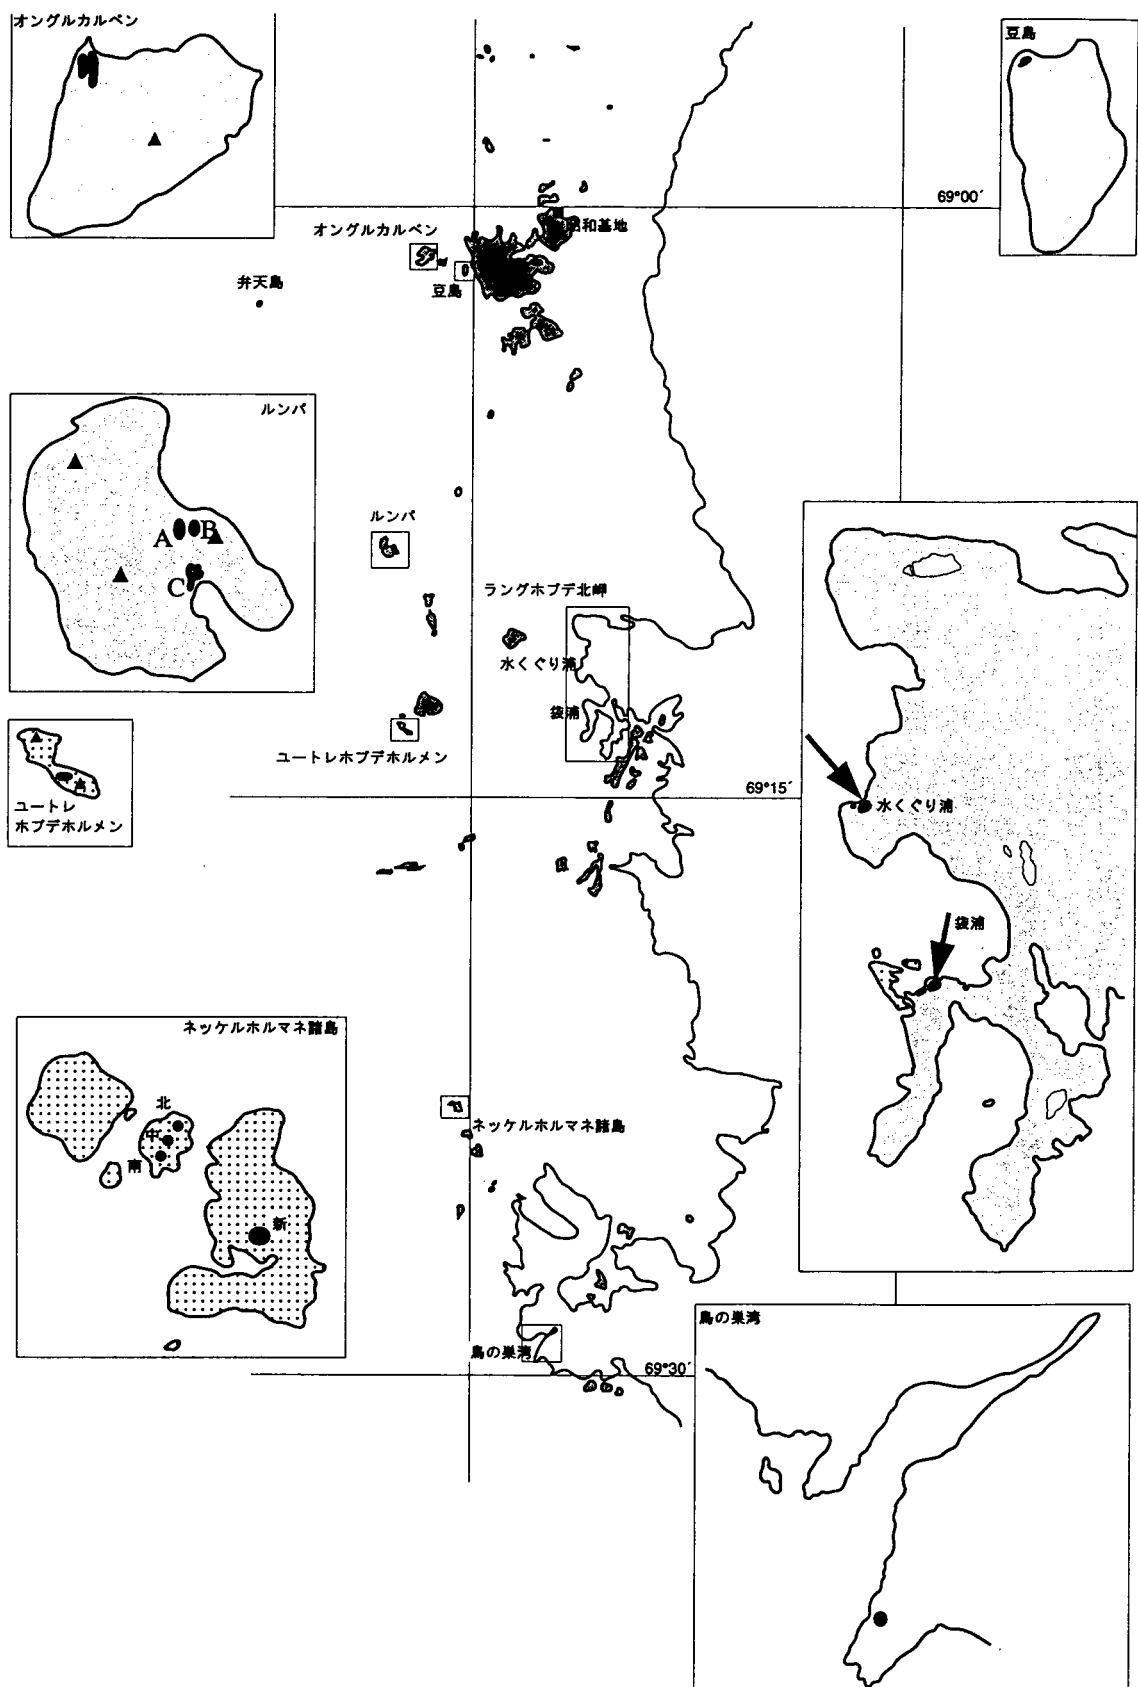 オングルカルベン
豆島
69°00′
昭和基地
オングルカルベン
豆島
弁天島
ルンパ
A
B
C
ルンパ
ラングホブデ北岬
水くぐり浦
袋浦
ユートレホブデホルメン
ユートレ
ホブデホルメン
69°15′
水くぐり浦
袋浦
ネッケルホルマネ諸島
北
中
南
新
ネッケルホルマネ諸島
鳥の巣湾
69°30′
鳥の巣湾